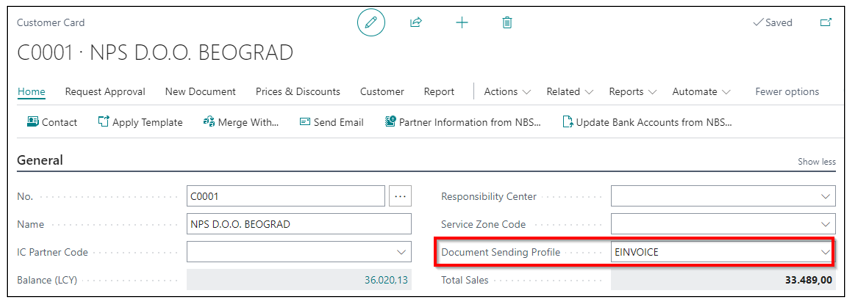 Customer Card
Saved
C0001 · NPS D.O.O. BEOGRAD
Home Request Approval New Document Prices & Discounts Customer Report Actions Related Reports Automate Fewer options
Contact Apply Template Merge With... Send Email Partner Information from NBS... Update Bank Accounts from NBS...
General Show less
No. C0001 ... Responsibility Center
Name NPS D.O.O. BEOGRAD Service Zone Code
IC Partner Code Document Sending Profile EINVOICE
Balance (LCY) 36.020,13 Total Sales 33.489,00